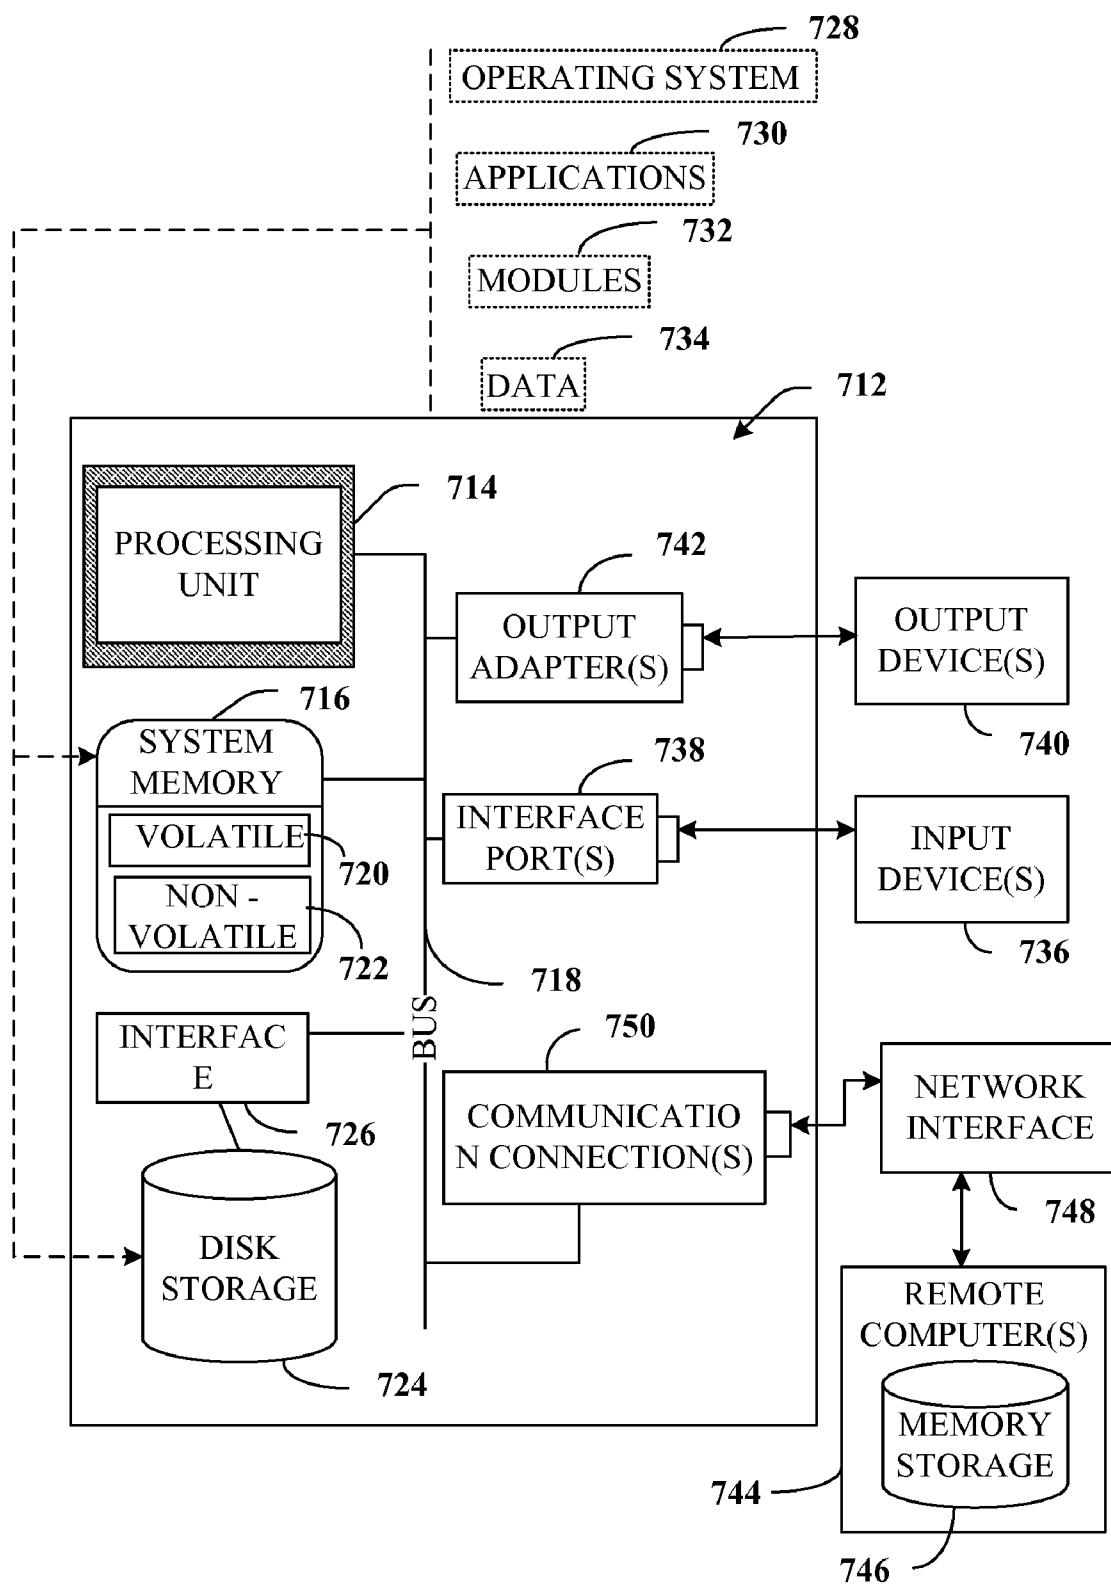 728
OPERATING SYSTEM
730
APPLICATIONS
732
MODULES
734
DATA
712
714
PROCESSING
UNIT
742
OUTPUT
ADAPTER(S)
OUTPUT
DEVICE(S)
740
716
SYSTEM
MEMORY
VOLATILE
720
NON -
VOLATILE
722
738
INTERFACE
PORT(S)
INPUT
DEVICE(S)
736
718
BUS
INTERFAC
E
726
750
COMMUNICATIO
N CONNECTION(S)
NETWORK
INTERFACE
748
DISK
STORAGE
724
REMOTE
COMPUTER(S)
MEMORY
STORAGE
744
746